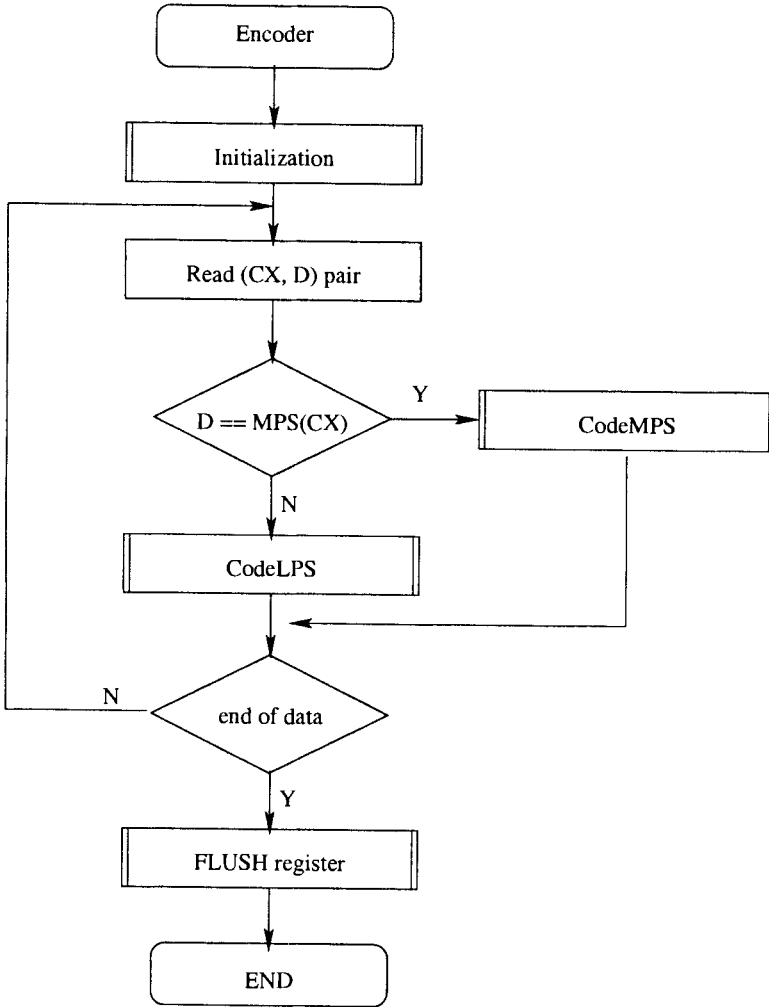 Encoder
Initialization
Read (CX, D) pair
D == MPS(CX)
Y
CodeMPS
N
CodeLPS
N
end of data
Y
FLUSH register
END